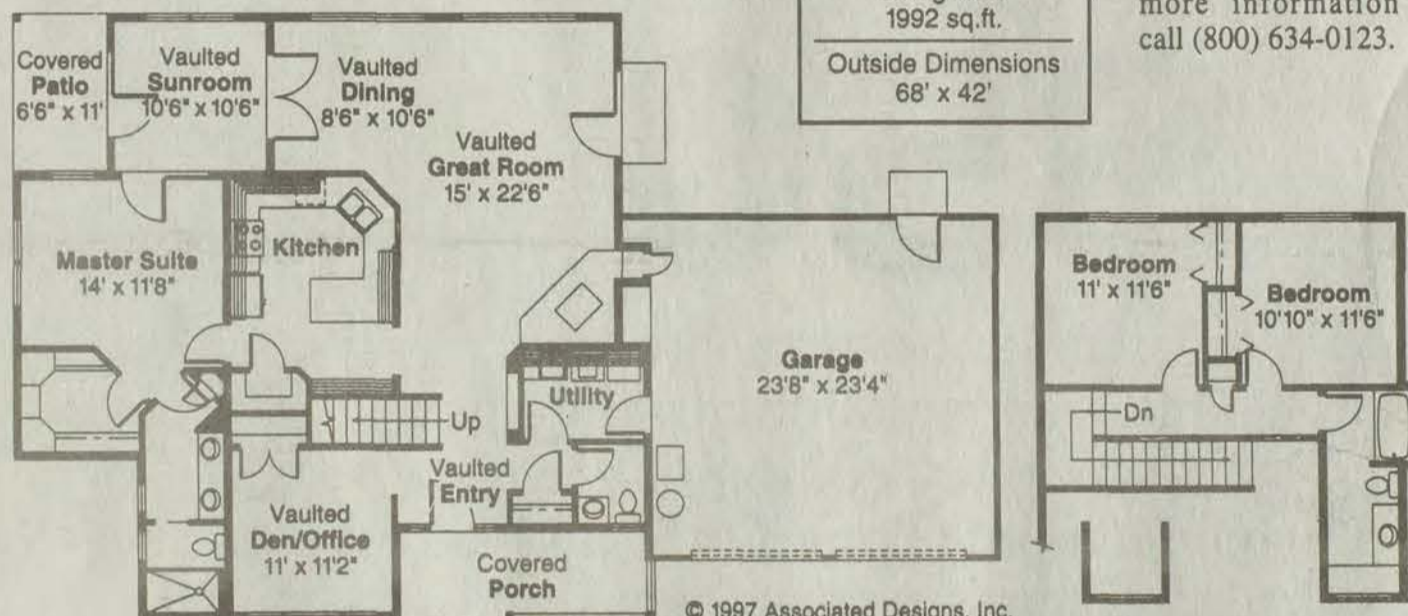 1992 sq.ft.
Outside Dimensions
68' x 42'
more information
call (800) 634-0123.
Covered
Patio
6'6" x 11'
Vaulted
Sunroom
10'6" x 10'6"
Vaulted
Dining
8'6" x 10'6"
Vaulted
Great Room
15' x 22'6"
Master Suite
14' x 11'8"
Kitchen
Garage
23'8" x 23'4"
Utility
Up
Vaulted
Entry
Vaulted
Den/Office
11' x 11'2"
Covered
Porch
Bedroom
11' x 11'6"
Bedroom
10'10" x 11'6"
Dn
© 1997 Associated Designs, Inc.